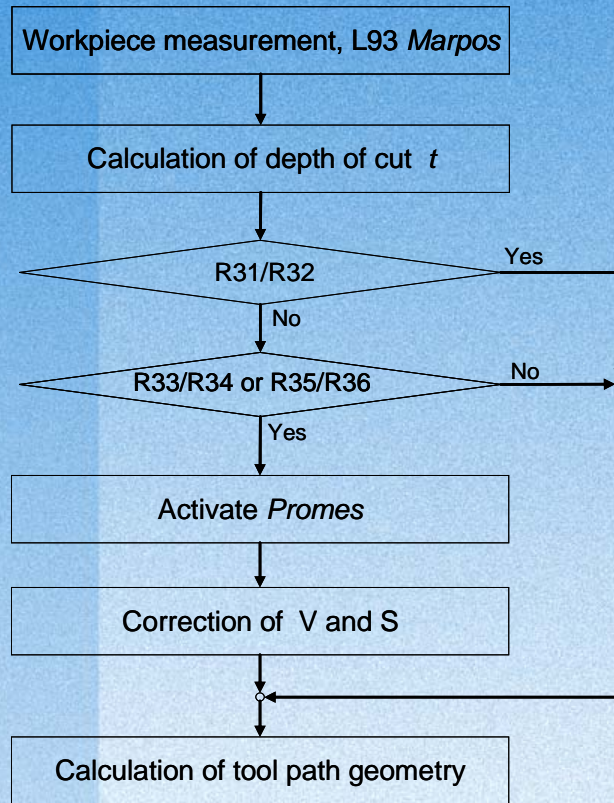 Workpiece measurement, L93 Marpos
Calculation of depth of cut t
R31/R32
Yes
No
R33/R34 or R35/R36
No
Yes
Activate Promes
Correction of V and S
Calculation of tool path geometry